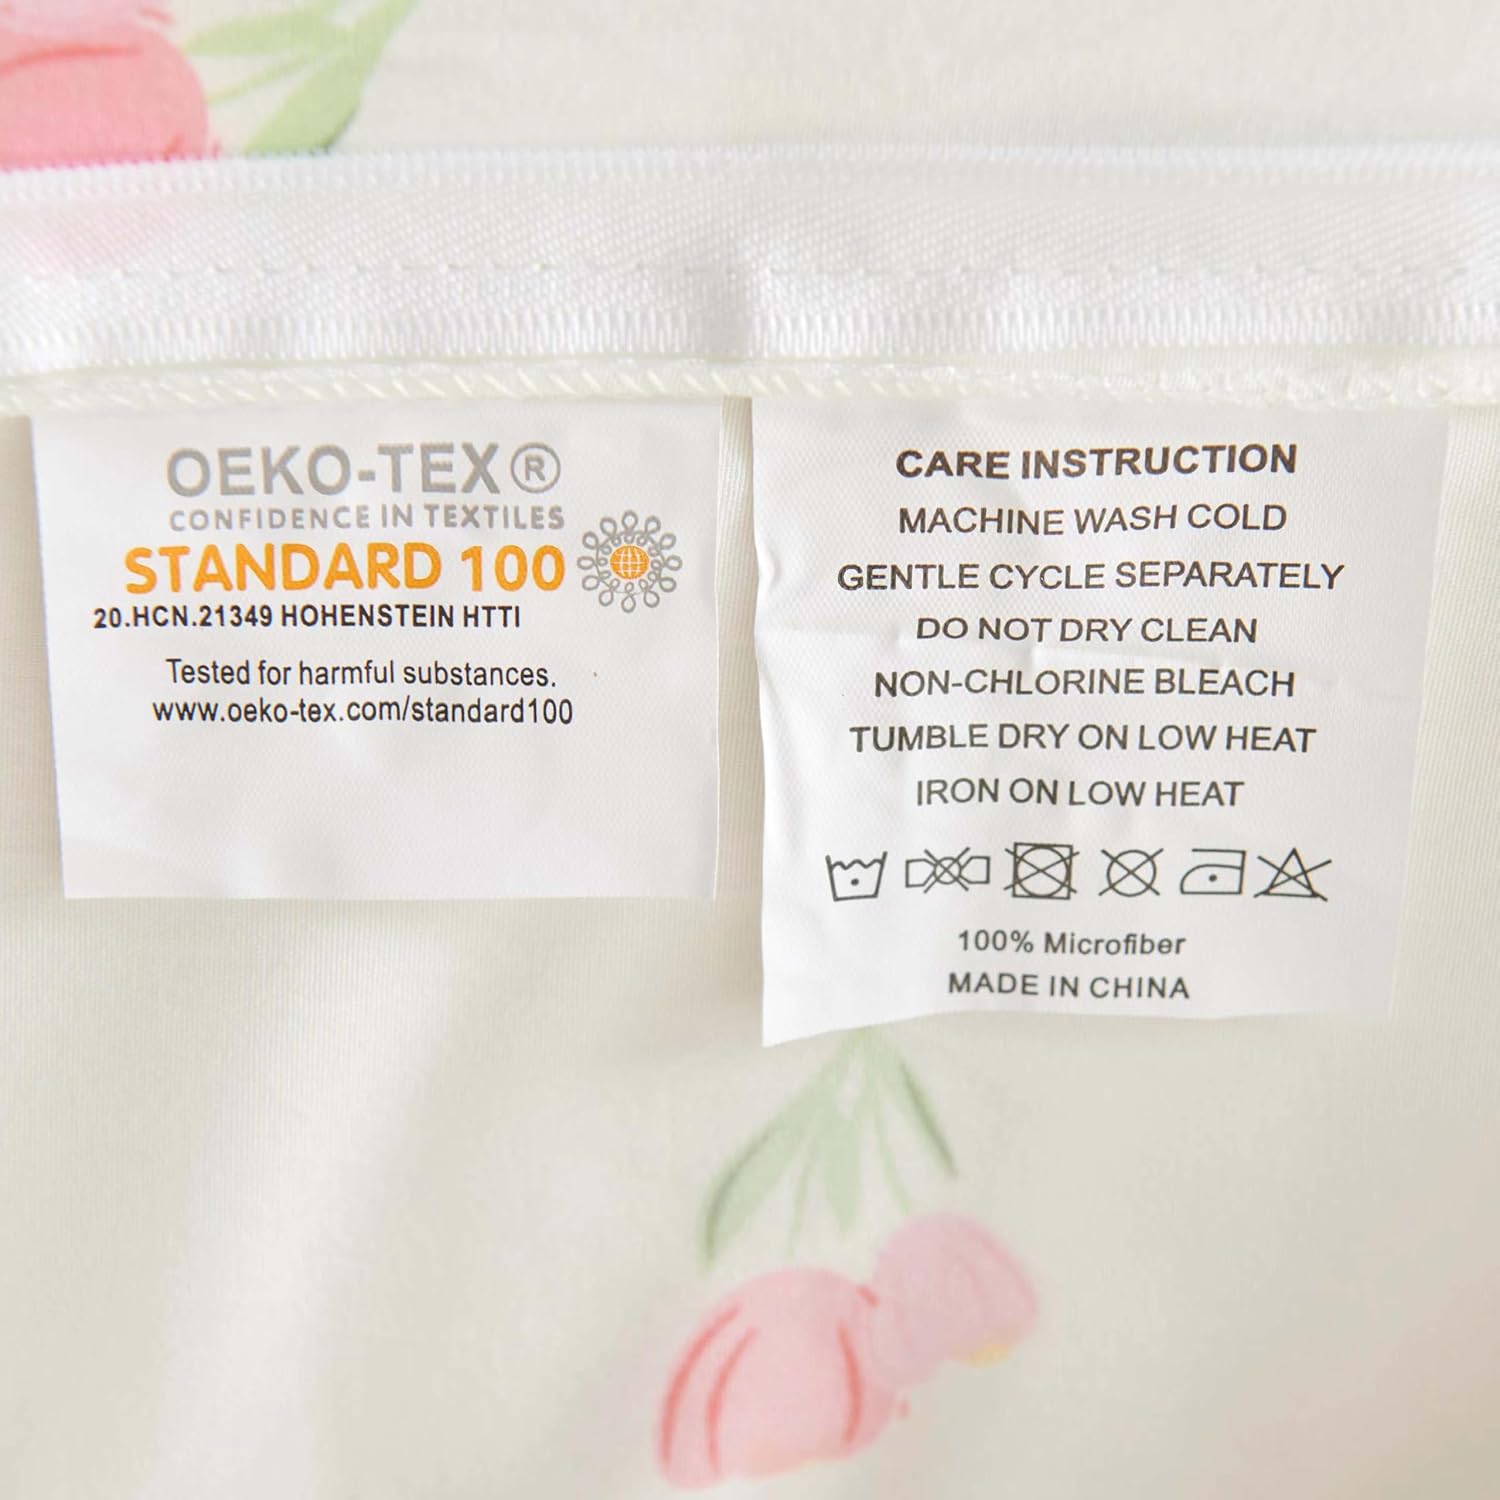 OEKO-TEX®
CONFIDENCE IN TEXTILES
STANDARD 100
20.HCN.21349 HOHENSTEIN HTTI
Tested for harmful substances.
www.oeko-tex.com/standard100
CARE INSTRUCTION
MACHINE WASH COLD
GENTLE CYCLE SEPARATELY
DO NOT DRY CLEAN
NON-CHLORINE BLEACH
TUMBLE DRY ON LOW HEAT
IRON ON LOW HEAT
100% Microfiber
MADE IN CHINA